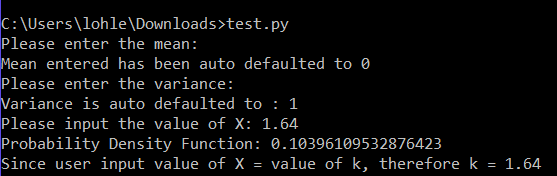 C:\Users\lohle\Downloads>test.py
Please enter the mean:
Mean entered has been auto defaulted to 0
Please enter the variance:
Variance is auto defaulted to : 1
Please input the value of X: 1.64
Probability Density Function: 0.10396109532876423
Since user input value of X = value of k, therefore k = 1.64